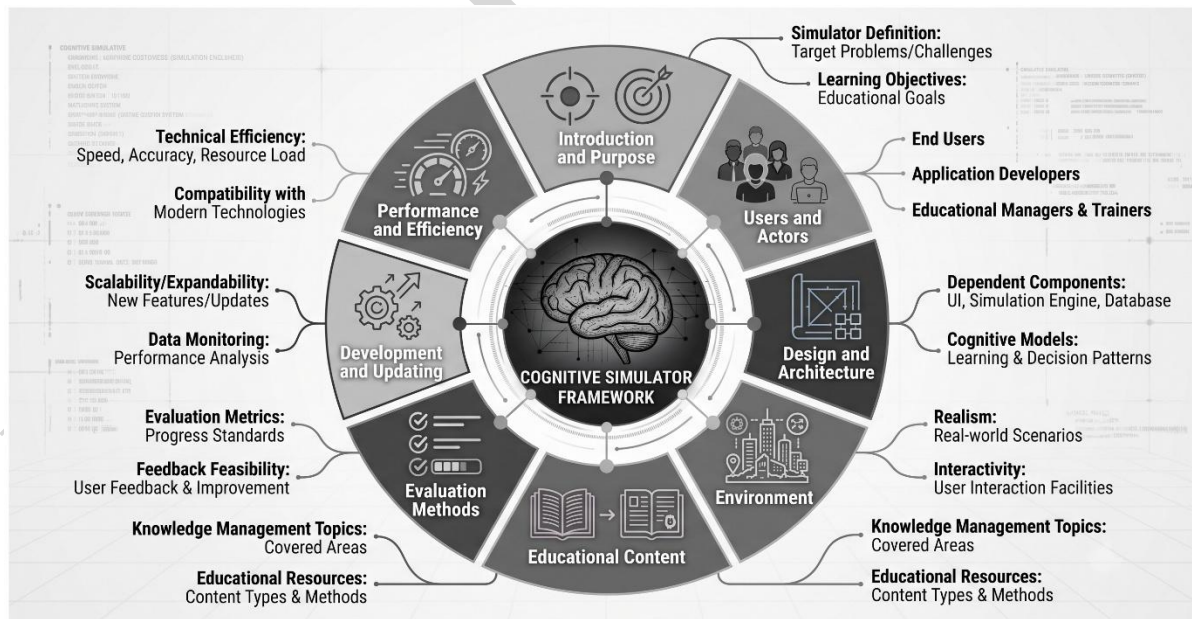 Simulator Definition:
Target Problems/Challenges
Learning Objectives:
Educational Goals
Introduction
and Purpose
Technical Efficiency:
Speed, Accuracy, Resource Load
Compatibility with
Modern Technologies
Performance
and Efficiency
Users and
Actors
End Users
Application Developers
Educational Managers & Trainers
Scalability/Expandability:
New Features/Updates
Data Monitoring:
Performance Analysis
Development
and Updating
COGNITIVE SIMULATOR
FRAMEWORK
Design and
Architecture
Dependent Components:
UI, Simulation Engine, Database
Cognitive Models:
Learning & Decision Patterns
Evaluation Metrics:
Progress Standards
Feedback Feasibility:
User Feedback & Improvement
Evaluation
Methods
Environment
Realism:
Real-world Scenarios
Interactivity:
User Interaction Facilities
Educational Content
Knowledge Management Topics:
Covered Areas
Educational Resources:
Content Types & Methods
Knowledge Management Topics:
Covered Areas
Educational Resources:
Content Types & Methods